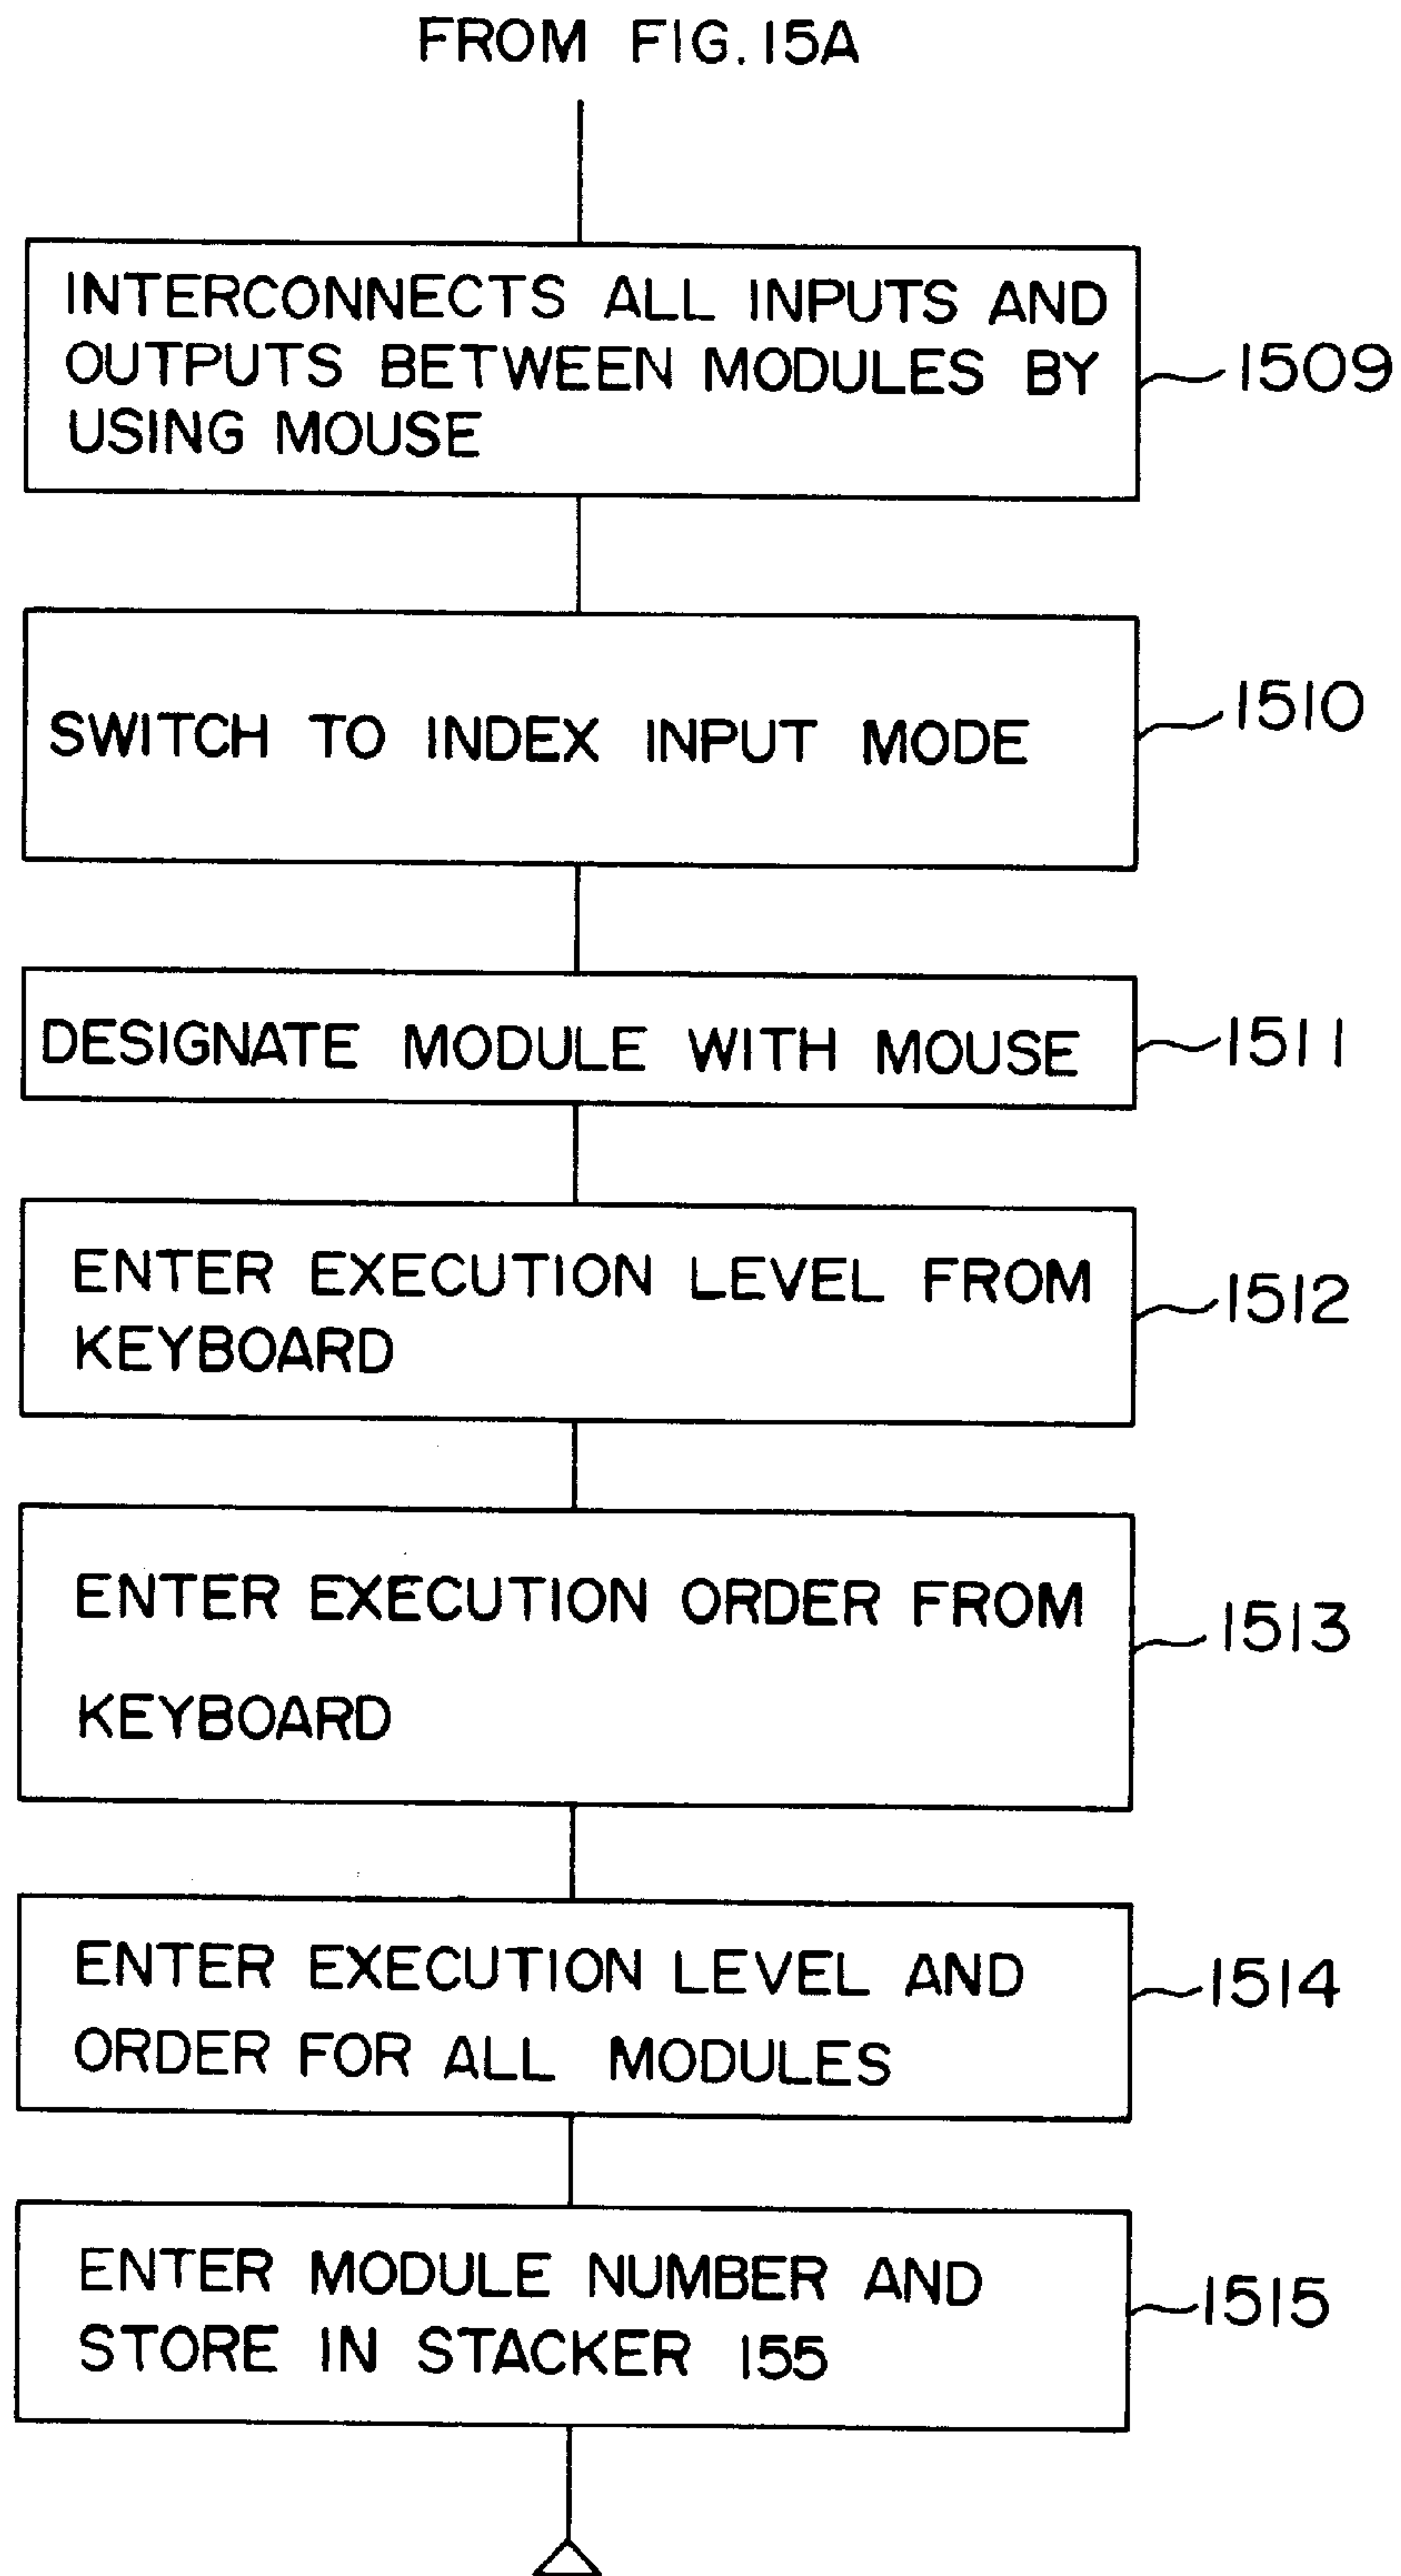 FROM FIG. 15A
INTERCONNECTS ALL INPUTS AND
OUTPUTS BETWEEN MODULES BY
USING MOUSE
1509
SWITCH TO INDEX INPUT MODE
1510
DESIGNATE MODULE WITH MOUSE
1511
ENTER EXECUTION LEVEL FROM
KEYBOARD
1512
ENTER EXECUTION ORDER FROM
KEYBOARD
1513
ENTER EXECUTION LEVEL AND
ORDER FOR ALL MODULES
1514
ENTER MODULE NUMBER AND
STORE IN STACKER 155
1515